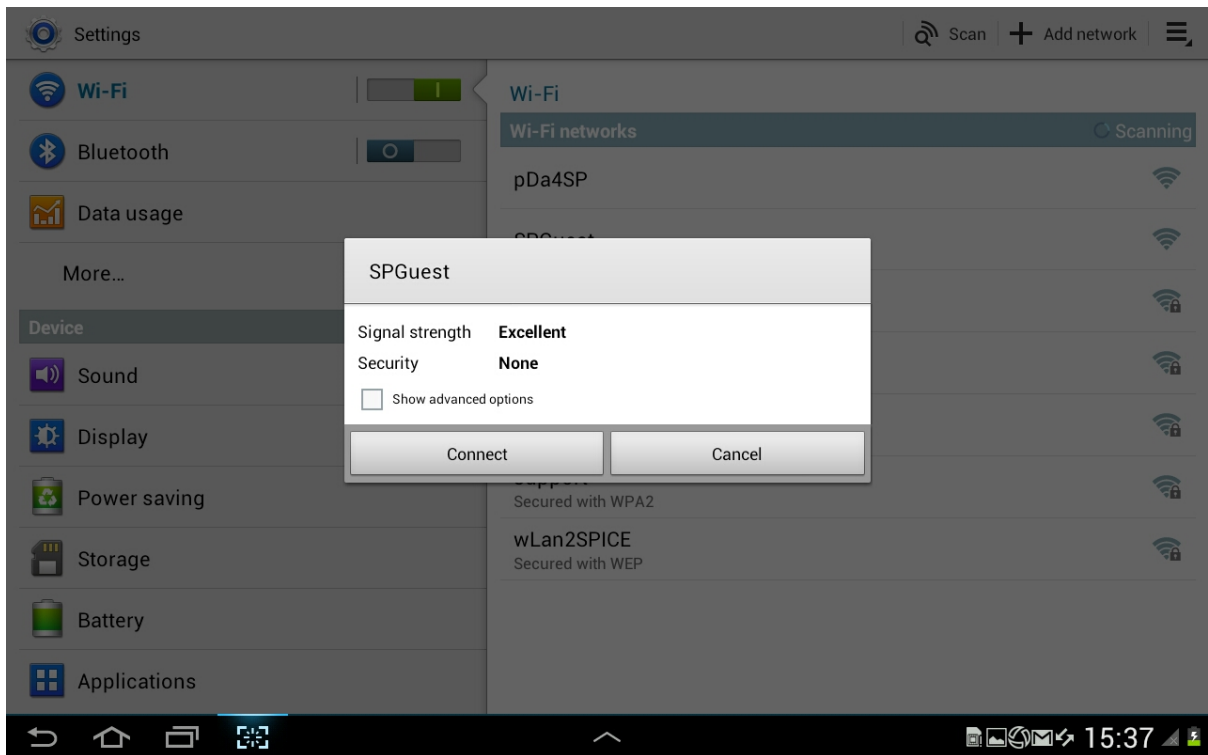 Settings
Scan
Add network
Wi-Fi
Bluetooth
Data usage
More...
Device
Sound
Display
Power saving
Storage
Battery
Applications
Wi-Fi
Wi-Fi networks
Scanning
pDa4SP
SPGuest
Signal strength Excellent
Security None
Show advanced options
Connect
Cancel
Secured with WPA2
wLan2SPICE
Secured with WEP
15:37